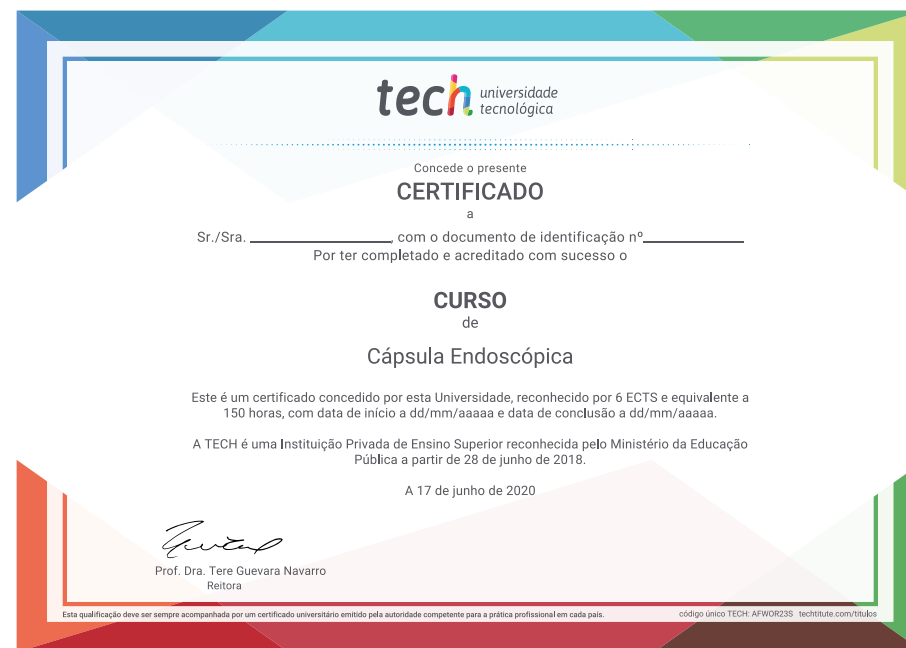 tech universidade
tecnológica
Concede o presente
CERTIFICADO
a
Sr./Sra. ____________________, com o documento de identificação nº______________
Por ter completado e acreditado com sucesso o
CURSO
de
Cápsula Endoscópica
Este é um certificado concedido por esta Universidade, reconhecido por 6 ECTS e equivalente a
150 horas, com data de início a dd/mm/aaaaa e data de conclusão a dd/mm/aaaaa.
A TECH é uma Instituição Privada de Ensino Superior reconhecida pelo Ministério da Educação
Pública a partir de 28 de junho de 2018.
A 17 de junho de 2020
Prof. Dra. Tere Guevara Navarro
Reitora
Esta qualificação deve ser sempre acompanhada por um certificado universitário emitido pela autoridade competente para a prática profissional em cada país.
código único TECH: AFWOR23S techtitute.com/titulos